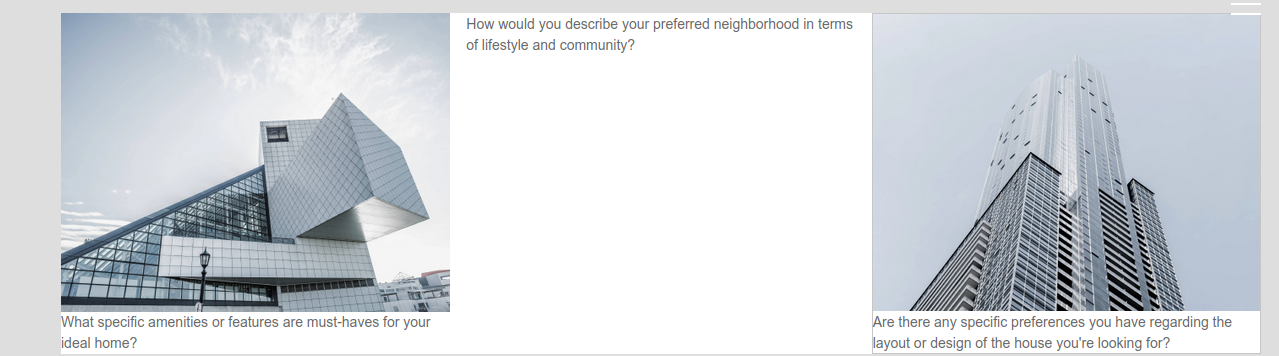 How would you describe your preferred neighborhood in terms
of lifestyle and community?
What specific amenities or features are must-haves for your
ideal home?
Are there any specific preferences you have regarding the
layout or design of the house you're looking for?